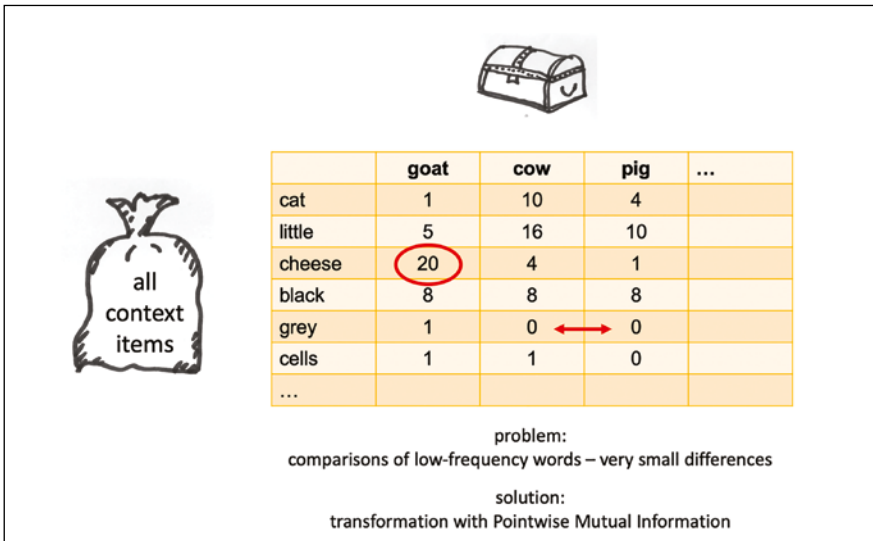 goat cow pig ...
cat 1 10 4
little 5 16 10
cheese 20 4 1
black 8 8 8
grey 1 0 0
cells 1 1 0
...
all
context
items
problem:
comparisons of low-frequency words – very small differences
solution:
transformation with Pointwise Mutual Information